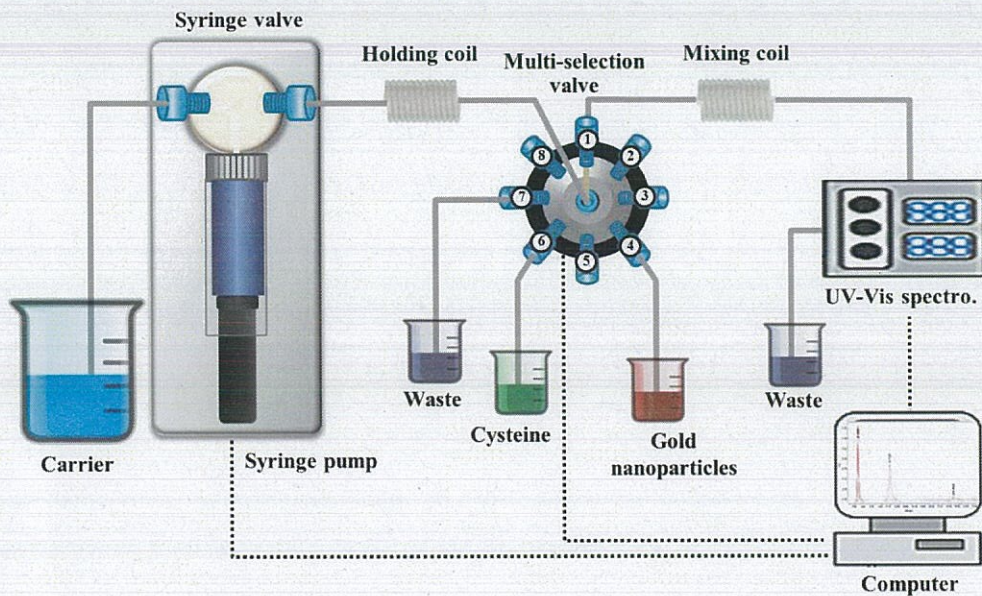 Syringe valve
Holding coil
Multi-selection
valve
Mixing coil
1
2
3
4
5
6
7
8
UV-Vis spectro.
Waste
Cysteine
Gold
nanoparticles
Waste
Carrier
Syringe pump
Computer